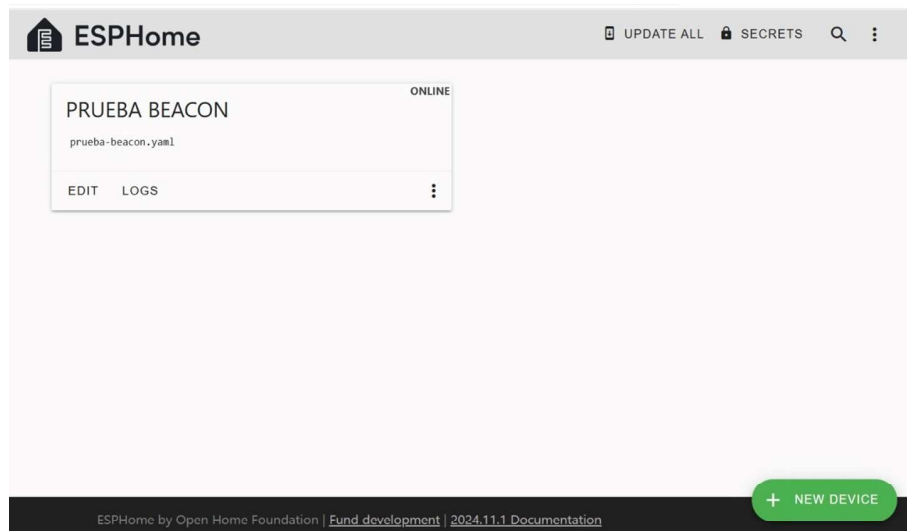 ESPHome
UPDATE ALL SECRETS
ONLINE
PRUEBA BEACON
prueba-beacon.yaml
EDIT LOGS
+ NEW DEVICE
ESPHome by Open Home Foundation | Fund development | 2024.11.1 Documentation